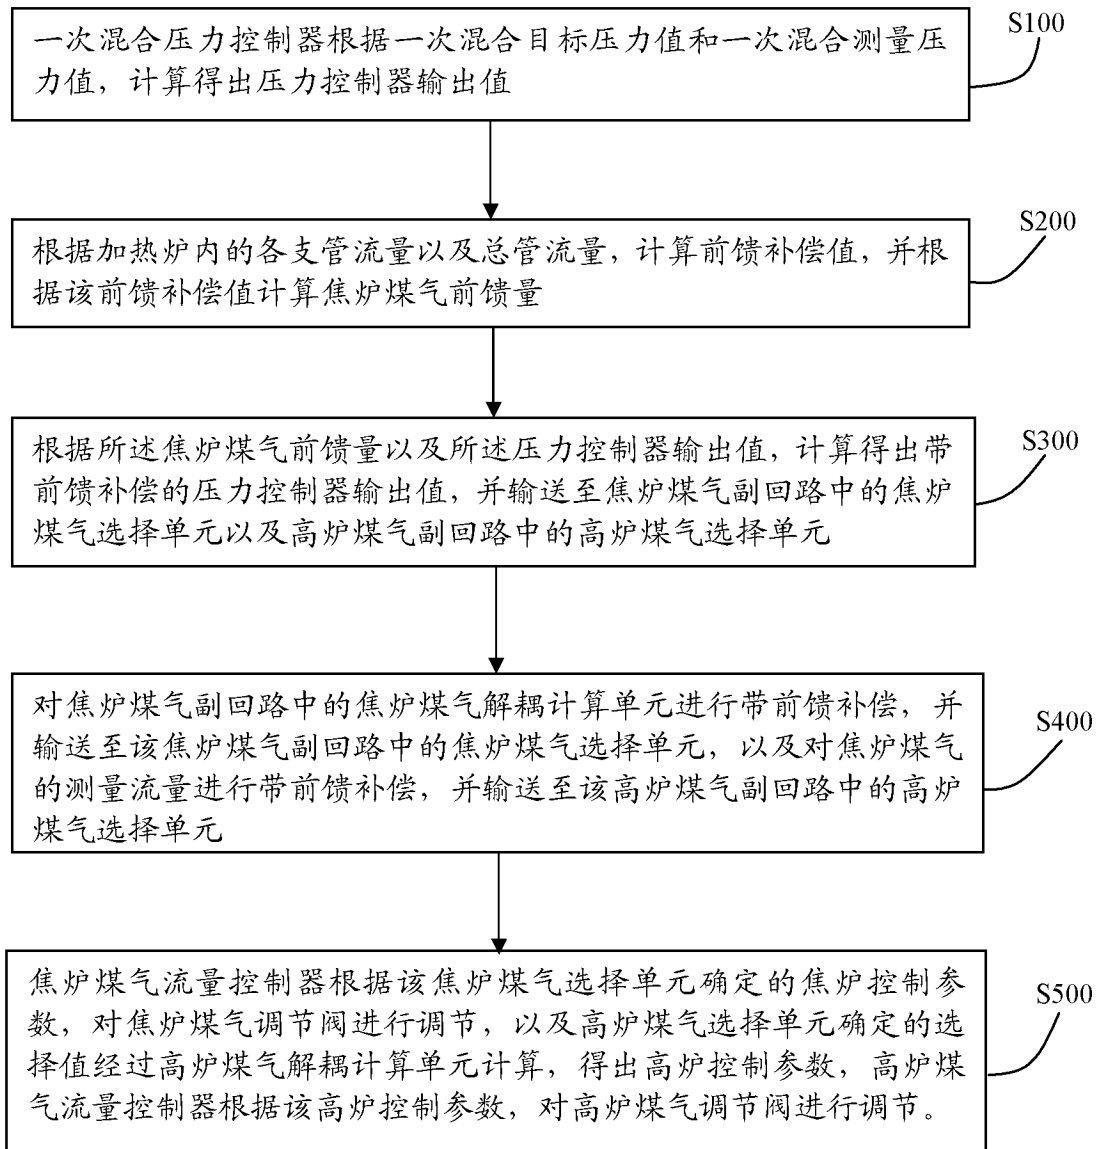 一次混合压力控制器根据一次混合目标压力值和一次混合测量压
力值，计算得出压力控制器输出值
S100
根据加热炉内的各支管流量以及总管流量，计算前馈补偿值，并根
据该前馈补偿值计算焦炉煤气前馈量
S200
根据所述焦炉煤气前馈量以及所述压力控制器输出值，计算得出带
前馈补偿的压力控制器输出值，并输送至焦炉煤气副回路中的焦炉
煤气选择单元以及高炉煤气副回路中的高炉煤气选择单元
S300
对焦炉煤气副回路中的焦炉煤气解耦计算单元进行带前馈补偿，并
输送至该焦炉煤气副回路中的焦炉煤气选择单元，以及对焦炉煤气
的测量流量进行带前馈补偿，并输送至该高炉煤气副回路中的高炉
煤气选择单元
S400
焦炉煤气流量控制器根据该焦炉煤气选择单元确定的焦炉控制参
数，对焦炉煤气调节阀进行调节，以及高炉煤气选择单元确定的选
择值经过高炉煤气解耦计算单元计算，得出高炉控制参数，高炉煤
气流量控制器根据该高炉控制参数，对高炉煤气调节阀进行调节。
S500